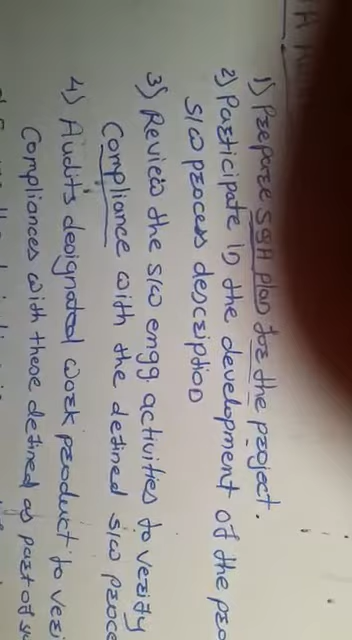 1) Prepare SQA plan for the project.
2) Participate in the development of the pro
s/w process description
3) Review the s/w engg. activities to verify
Compliance with the defined s/w proce
4) Audits designated work product to veri
Compliances with these defined as part of s